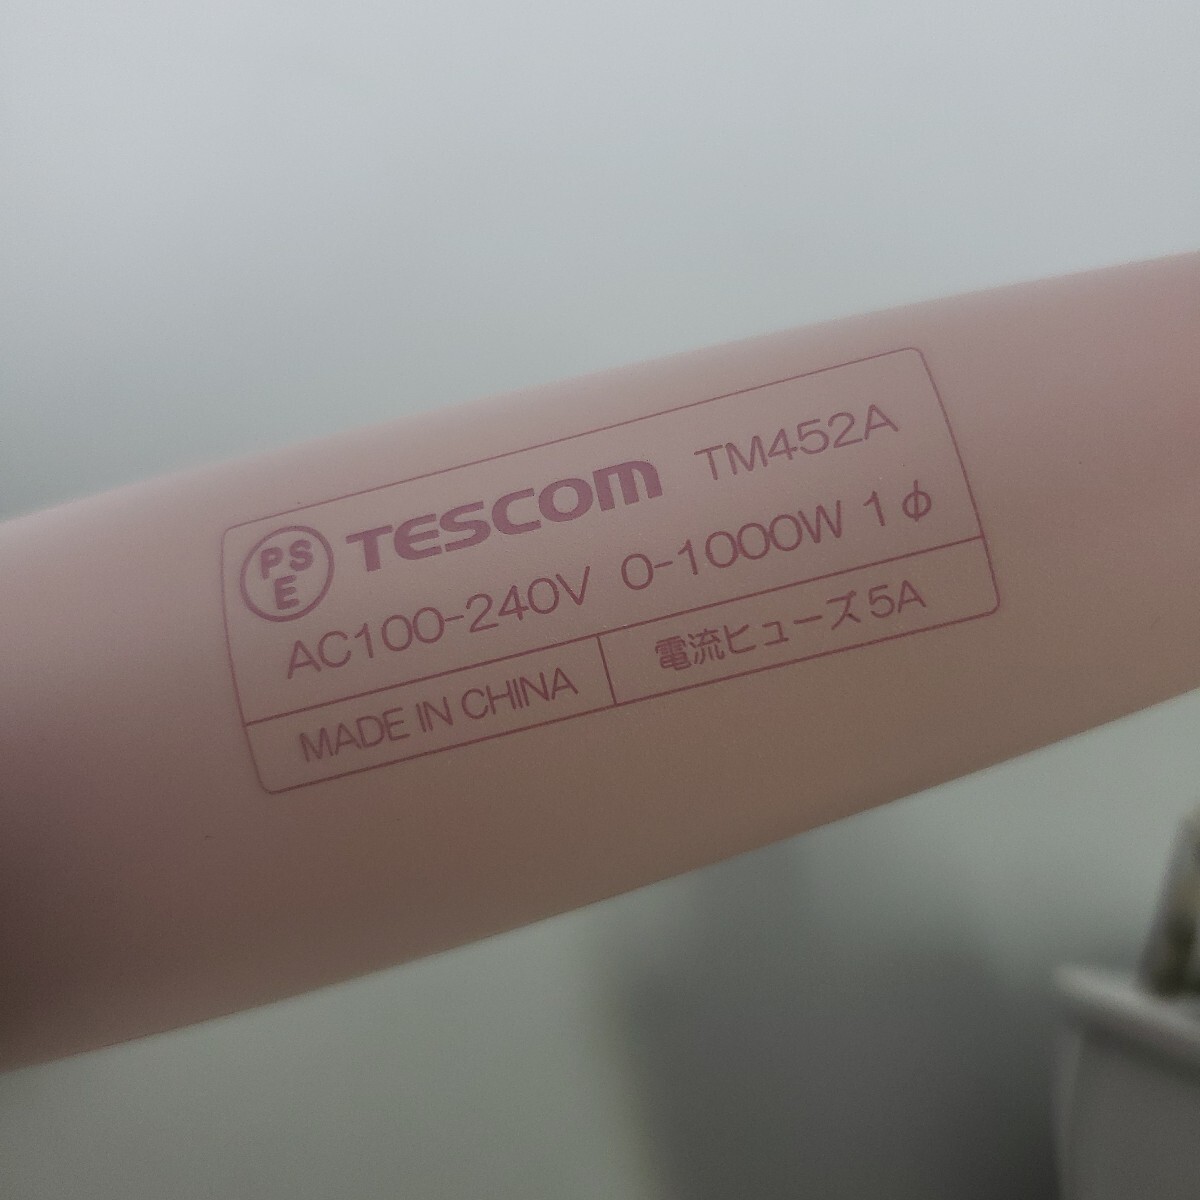 PSE TESCOM TM452A
AC100-240V 0-1000W 1φ
MADE IN CHINA 電流ヒューズ5A